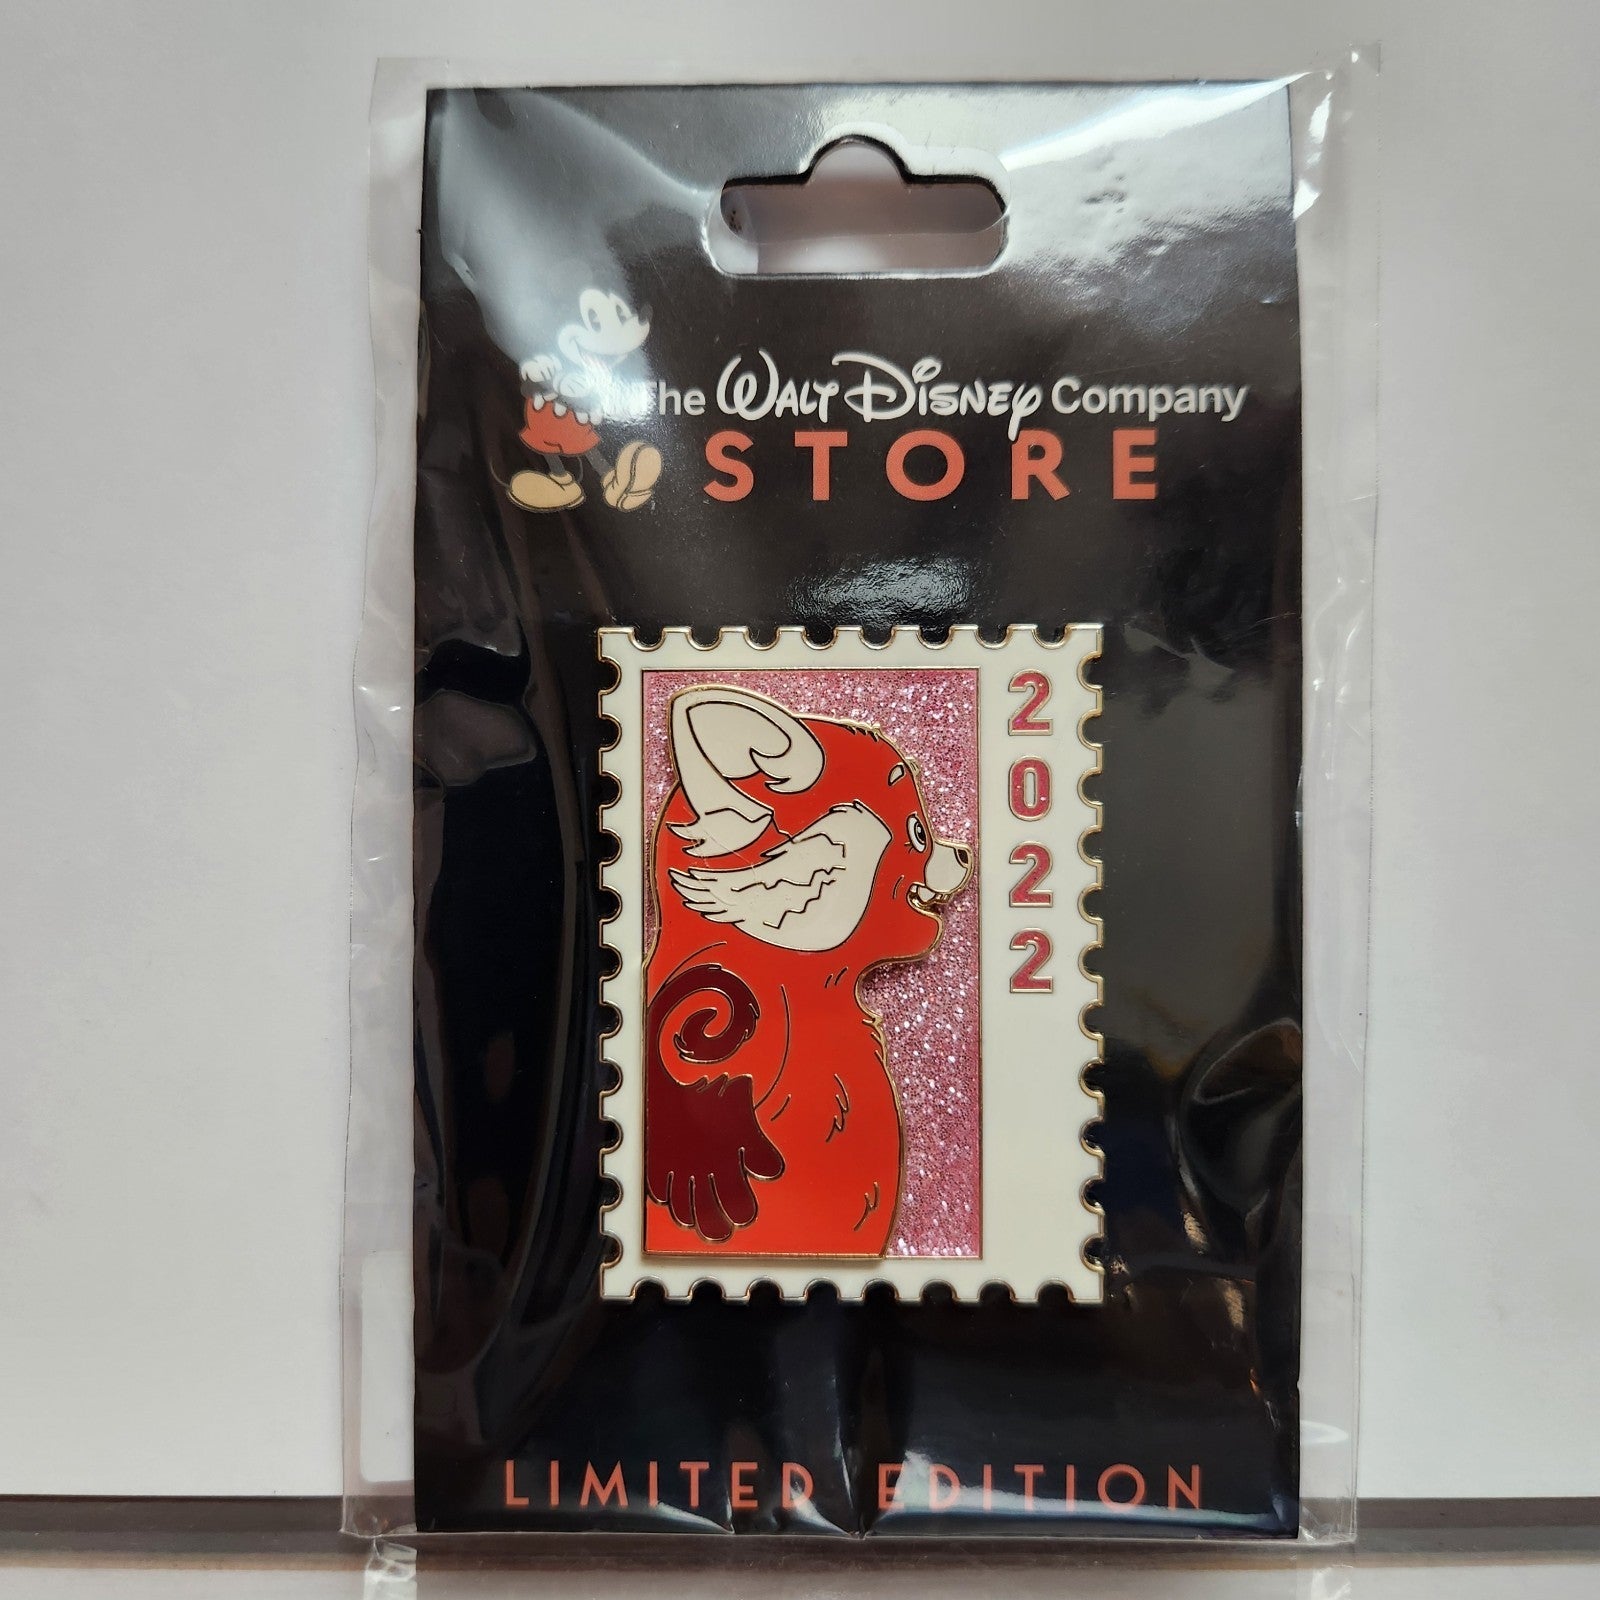 The Walt Disney Company
STORE
2022
LIMITED EDITION